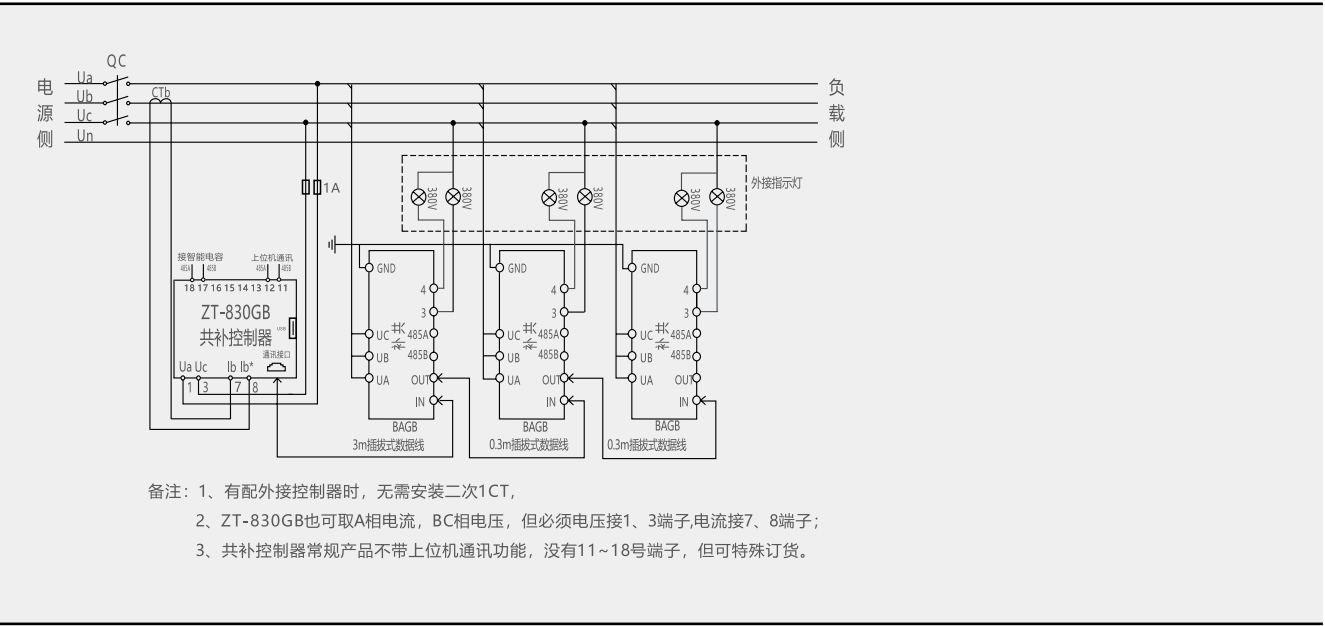 QC
电源侧
Ua
Ub
Uc
Un
CTb
负载侧
1A
380V
380V
380V
380V
380V
380V
外接指示灯
接智能电容
485A 485B
上位机通讯
485A 485B
18 17 16 15 14 13 12 11
ZT-830GB
共补控制器
USB
通讯接口
Ua Uc Ib Ib*
1 3 7 8
GND
4
3
UC 共补 485A
UB 485B
UA OUT
IN
BAGB
3m插拔式数据线
GND
4
3
UC 共补 485A
UB 485B
UA OUT
IN
BAGB
0.3m插拔式数据线
GND
4
3
UC 共补 485A
UB 485B
UA OUT
IN
BAGB
0.3m插拔式数据线
备注：1、有配外接控制器时，无需安装二次1CT，
2、ZT-830GB也可取A相电流，BC相电压，但必须电压接1、3端子,电流接7、8端子；
3、共补控制器常规产品不带上位机通讯功能，没有11~18号端子，但可特殊订货。